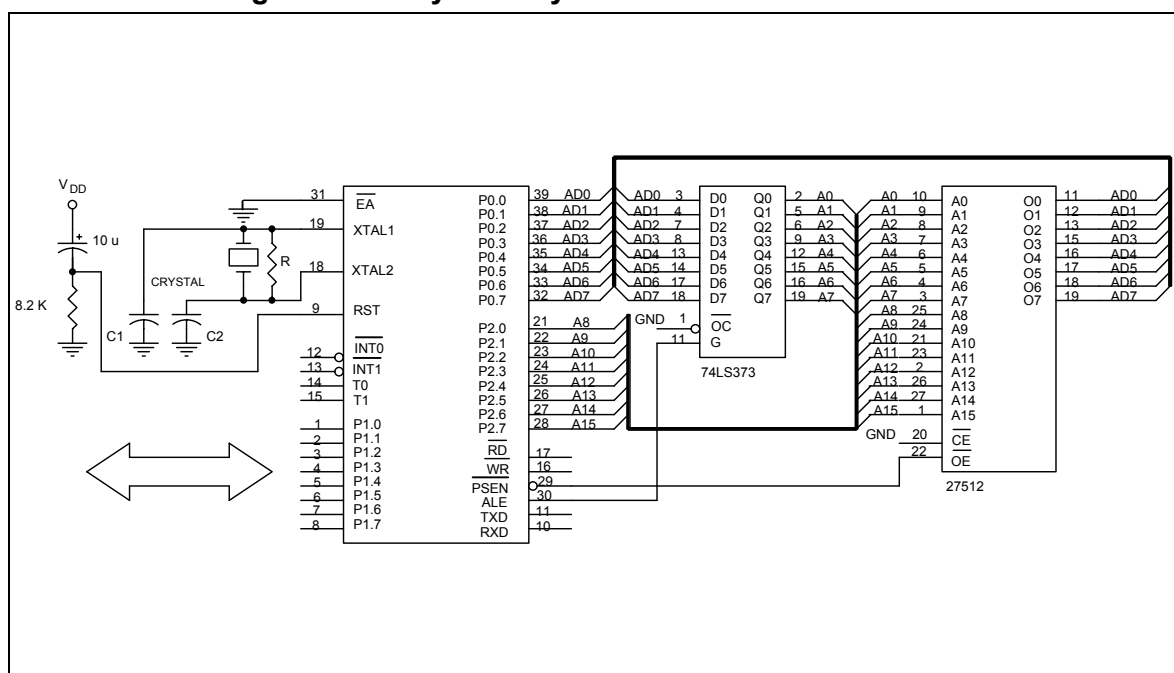 V DD
10 u
8.2 K
C1
C2
CRYSTAL
R
31 EA
19 XTAL1
18 XTAL2
9 RST
12 INT0
13 INT1
14 T0
15 T1
1 P1.0
2 P1.1
3 P1.2
4 P1.3
5 P1.4
6 P1.5
7 P1.6
8 P1.7
P0.0 39 AD0
P0.1 38 AD1
P0.2 37 AD2
P0.3 36 AD3
P0.4 35 AD4
P0.5 34 AD5
P0.6 33 AD6
P0.7 32 AD7
P2.0 21 A8
P2.1 22 A9
P2.2 23 A10
P2.3 24 A11
P2.4 25 A12
P2.5 26 A13
P2.6 27 A14
P2.7 28 A15
RD 17
WR 16
PSEN 29
ALE 30
TXD 11
RXD 10
AD0 3 D0 Q0 2 A0
AD1 4 D1 Q1 5 A1
AD2 7 D2 Q2 6 A2
AD3 8 D3 Q3 9 A3
AD4 13 D4 Q4 12 A4
AD5 14 D5 Q5 15 A5
AD6 17 D6 Q6 16 A6
AD7 18 D7 Q7 19 A7
GND 1 OC
11 G
74LS373
A0 10 A0 O0 11 AD0
A1 9 A1 O1 12 AD1
A2 8 A2 O2 13 AD2
A3 7 A3 O3 15 AD3
A4 6 A4 O4 16 AD4
A5 5 A5 O5 17 AD5
A6 4 A6 O6 18 AD6
A7 3 A7 O7 19 AD7
A8 25 A8
A9 24 A9
A10 21 A10
A11 23 A11
A12 2 A12
A13 26 A13
A14 27 A14
A15 1 A15
GND 20 CE
22 OE
27512